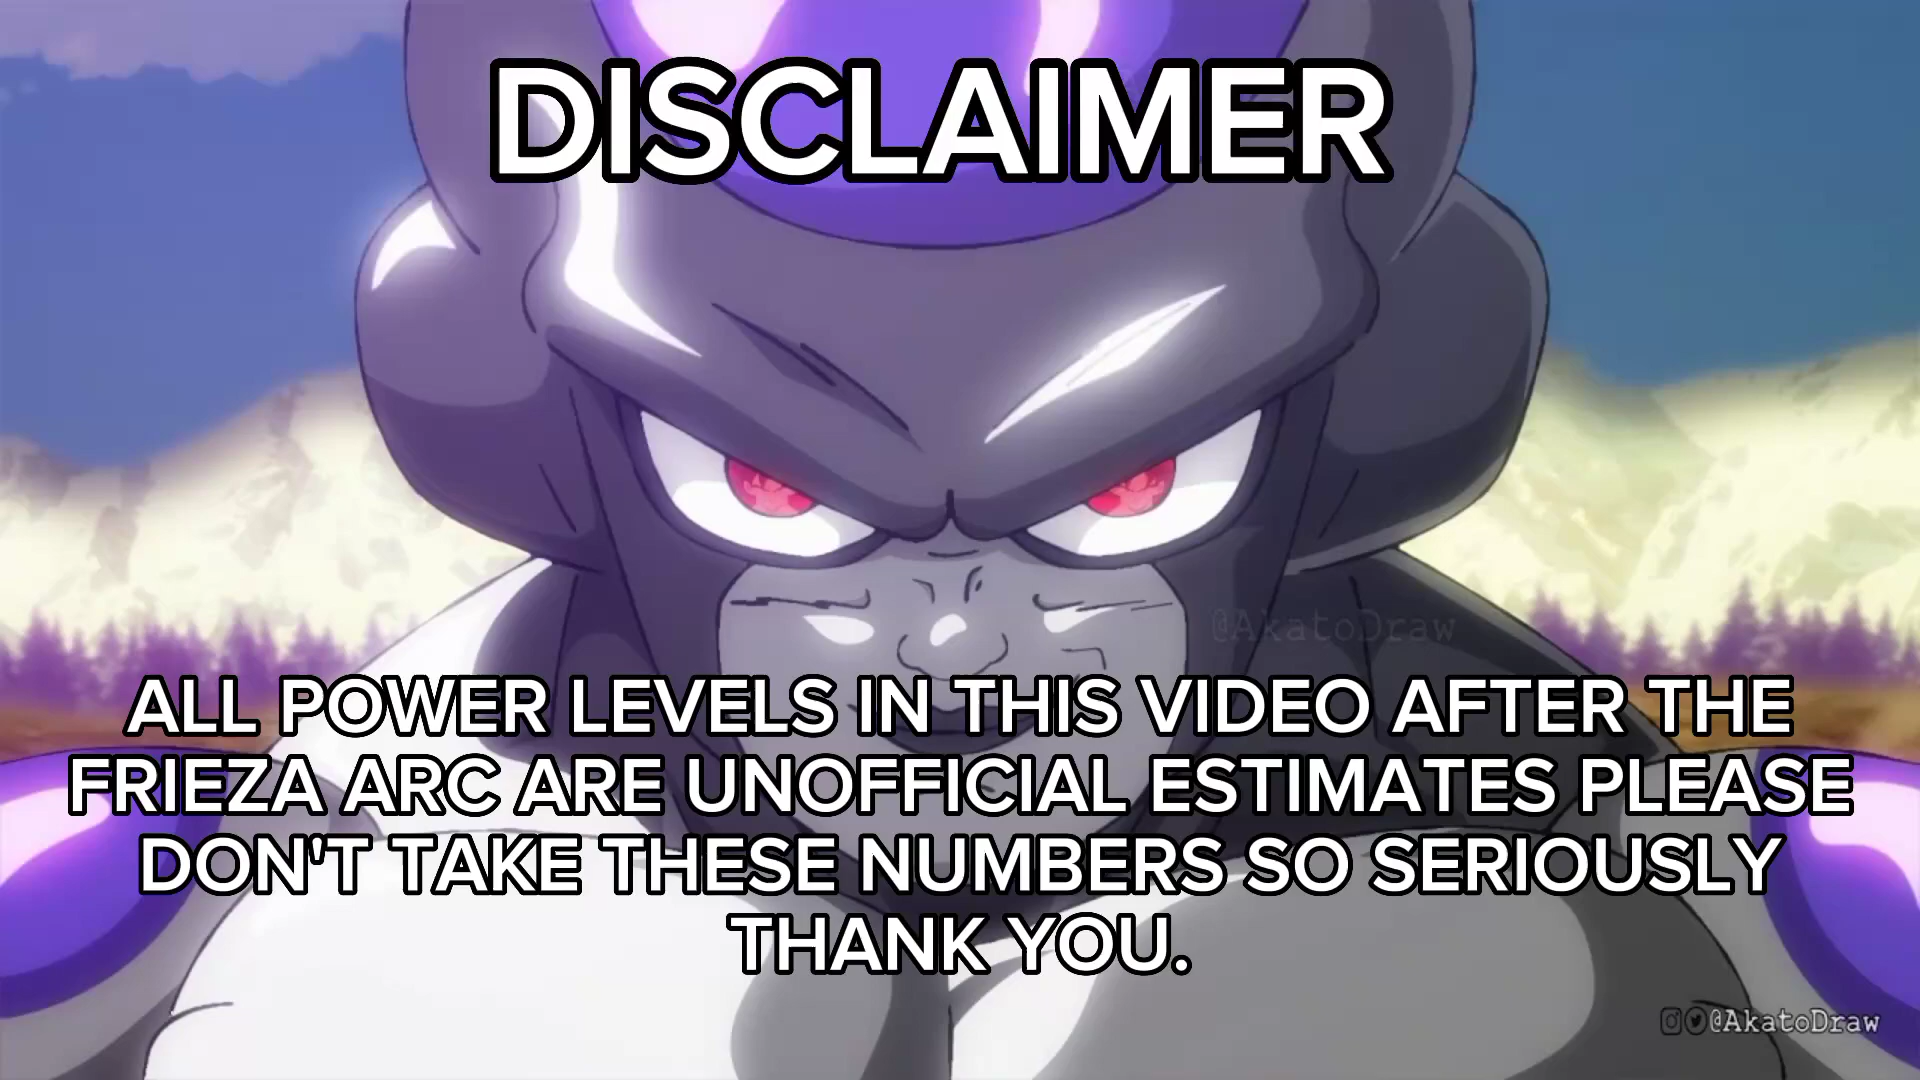 DISCLAIMER
@AkatoDraw
ALL POWER LEVELS IN THIS VIDEO AFTER THE
FRIEZA ARC ARE UNOFFICIAL ESTIMATES PLEASE
DON'T TAKE THESE NUMBERS SO SERIOUSLY
THANK YOU.
@AkatoDraw